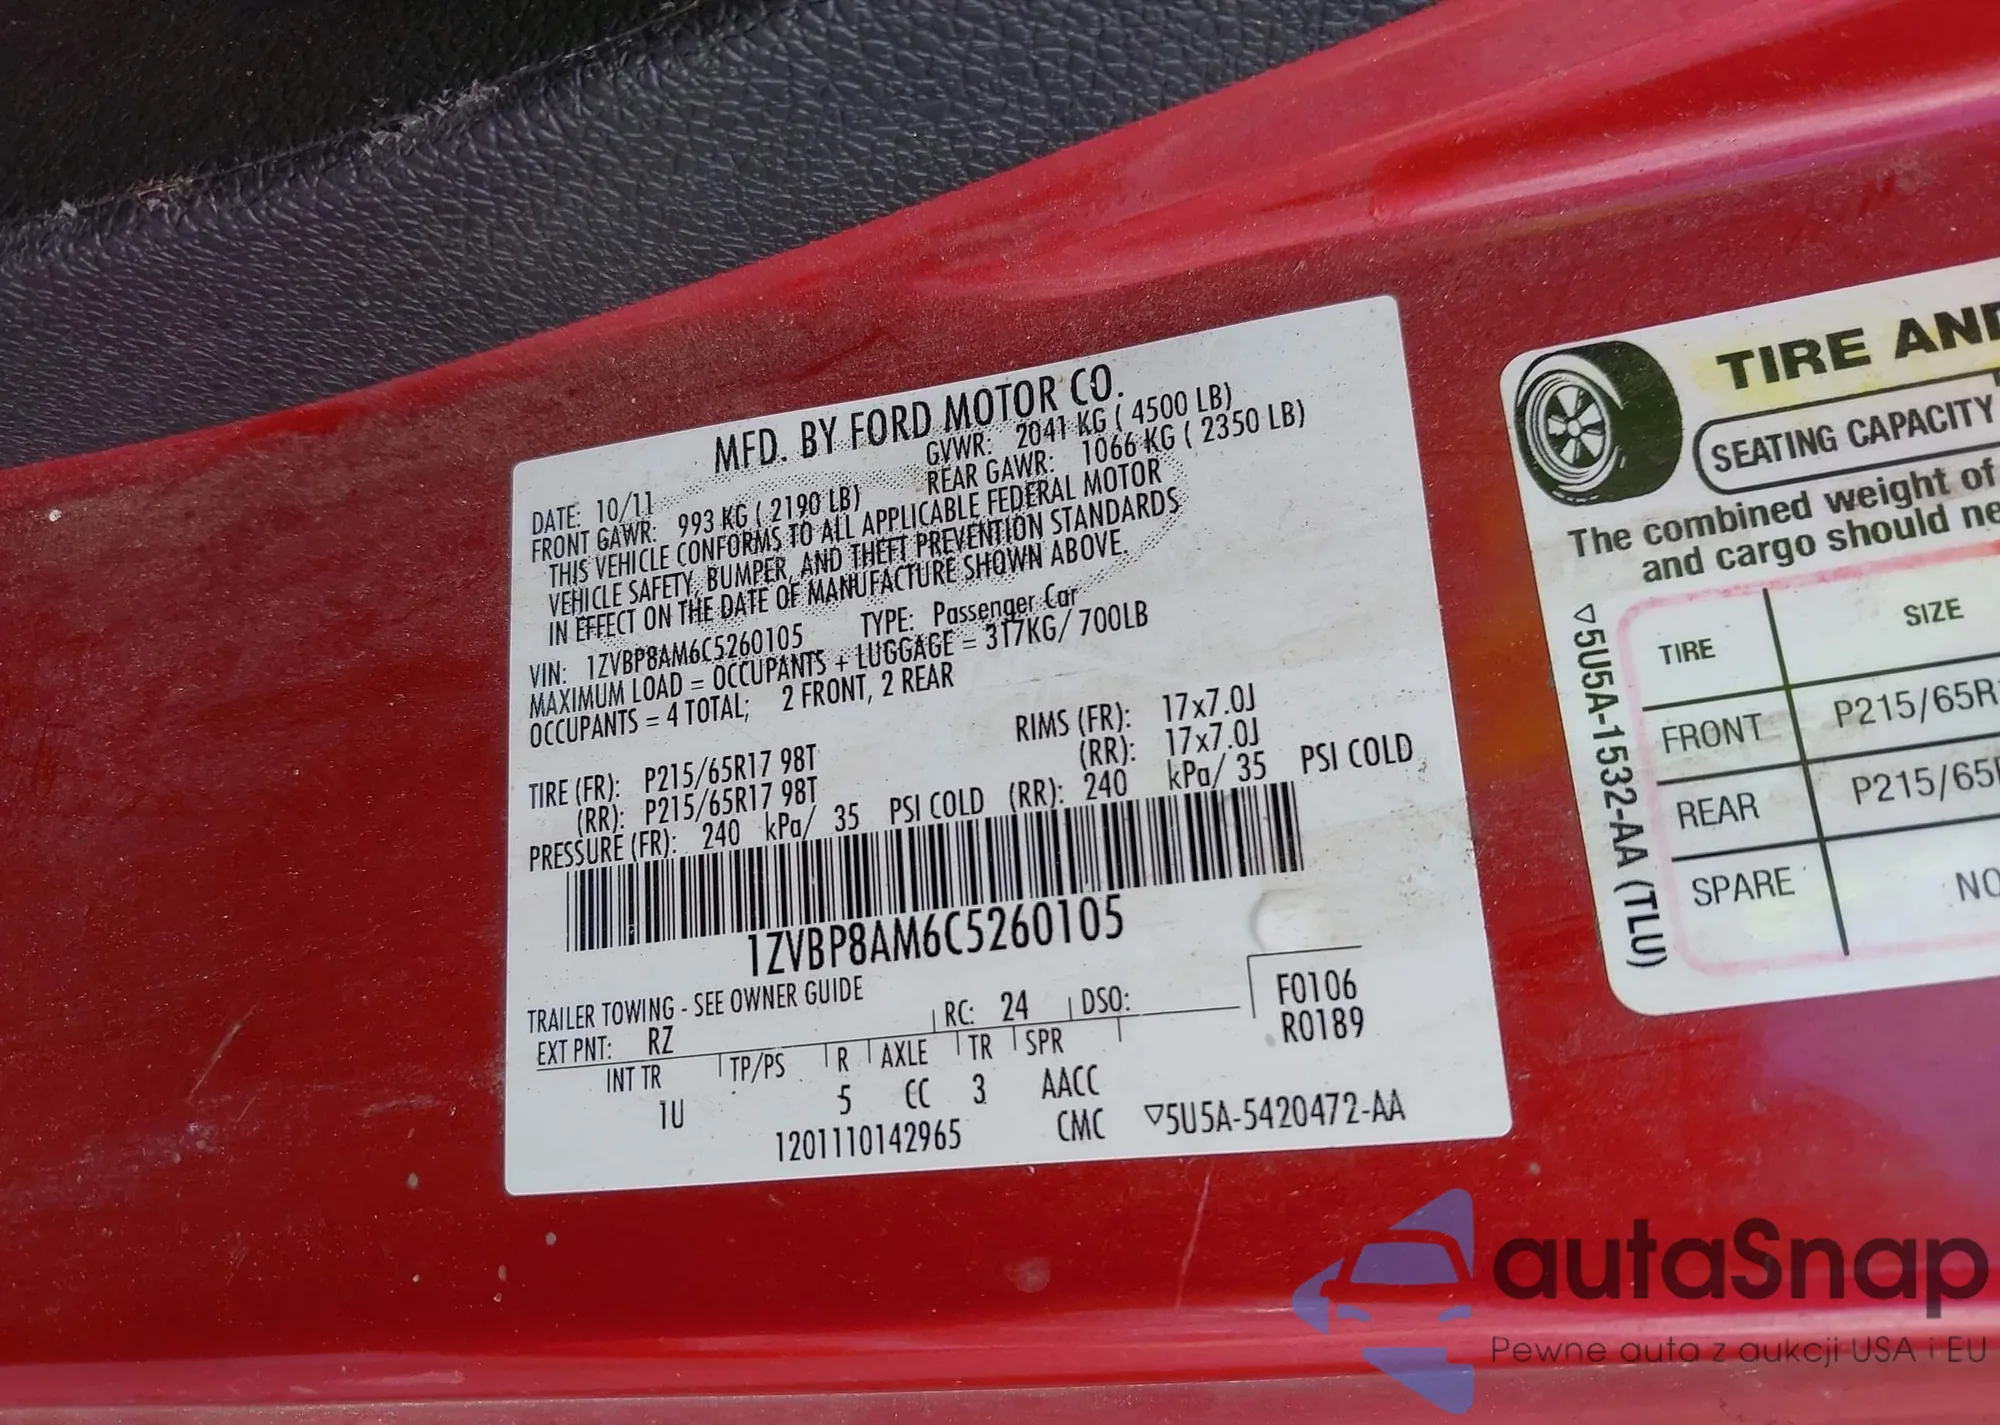 MFD. BY FORD MOTOR CO.
DATE: 10/11 GVWR: 2041 KG ( 4500 LB)
FRONT GAWR: 993 KG ( 2190 LB) REAR GAWR: 1066 KG ( 2350 LB)
THIS VEHICLE CONFORMS TO ALL APPLICABLE FEDERAL MOTOR
VEHICLE SAFETY, BUMPER, AND THEFT PREVENTION STANDARDS
IN EFFECT ON THE DATE OF MANUFACTURE SHOWN ABOVE.
VIN: 1ZVBP8AM6C5260105 TYPE: Passenger Car
MAXIMUM LOAD = OCCUPANTS + LUGGAGE = 317KG/ 700LB
OCCUPANTS = 4 TOTAL; 2 FRONT, 2 REAR
TIRE (FR): P215/65R17 98T RIMS (FR): 17x7.0J
(RR): P215/65R17 98T (RR): 17x7.0J
PRESSURE (FR): 240 kPa/ 35 PSI COLD (RR): 240 kPa/ 35 PSI COLD
1ZVBP8AM6C5260105
TRAILER TOWING - SEE OWNER GUIDE
EXT PNT: RZ RC: 24 DSO:
F0106
R0189
INT TR TP/PS R AXLE TR SPR
1U 5 CC 3 AACC
1201110142965 CMC ▽5U5A-5420472-AA
TIRE AND
SEATING CAPACITY
The combined weight of
and cargo should
▽5U5A-1532-AA (TLU)
TIRE SIZE
FRONT P215/65R
REAR P215/65
SPARE
autaSnap
Pewne auta z aukcji USA i EU